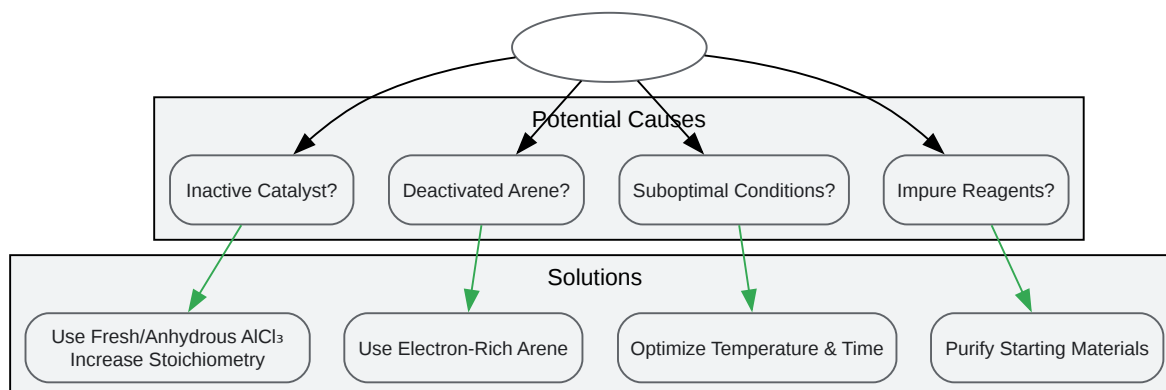 Potential Causes
Inactive Catalyst?
Deactivated Arene?
Suboptimal Conditions?
Impure Reagents?
Solutions
Use Fresh/Anhydrous AlCl₃
Increase Stoichiometry
Use Electron-Rich Arene
Optimize Temperature & Time
Purify Starting Materials